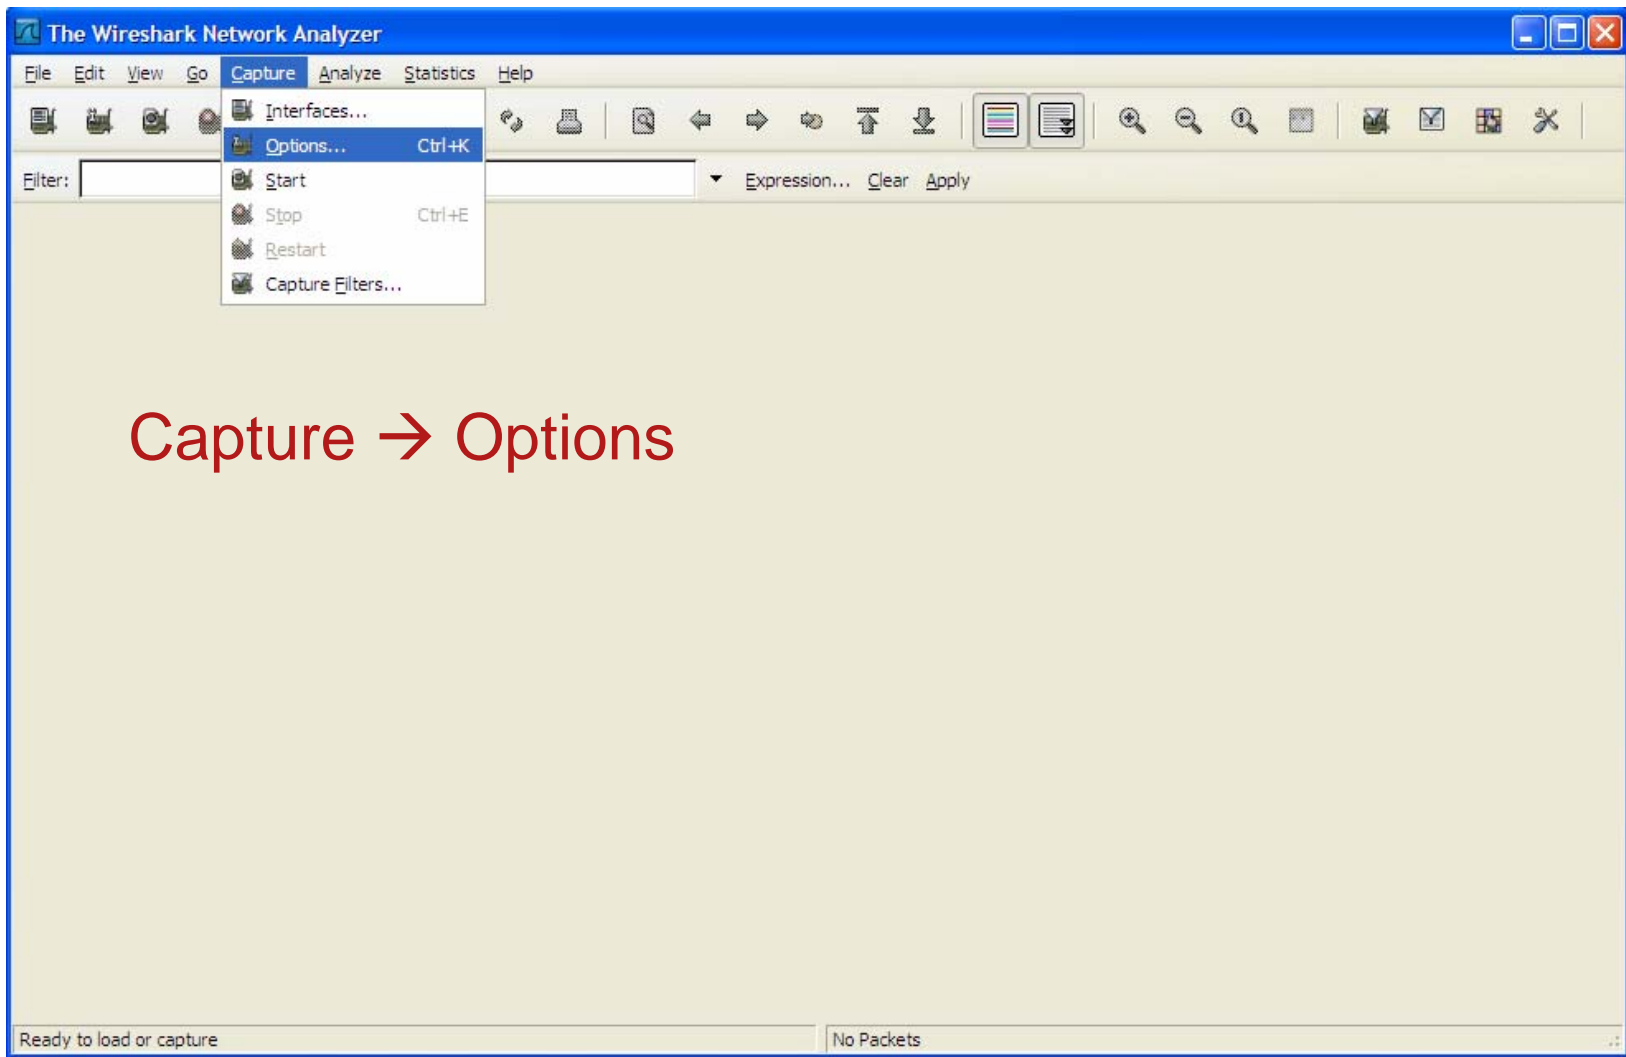 The Wireshark Network Analyzer
File Edit View Go Capture Analyze Statistics Help
Interfaces...
Options... Ctrl+K
Filter: Expression... Clear Apply
Start
Stop Ctrl+E
Restart
Capture Filters...
Capture → Options
Ready to load or capture No Packets